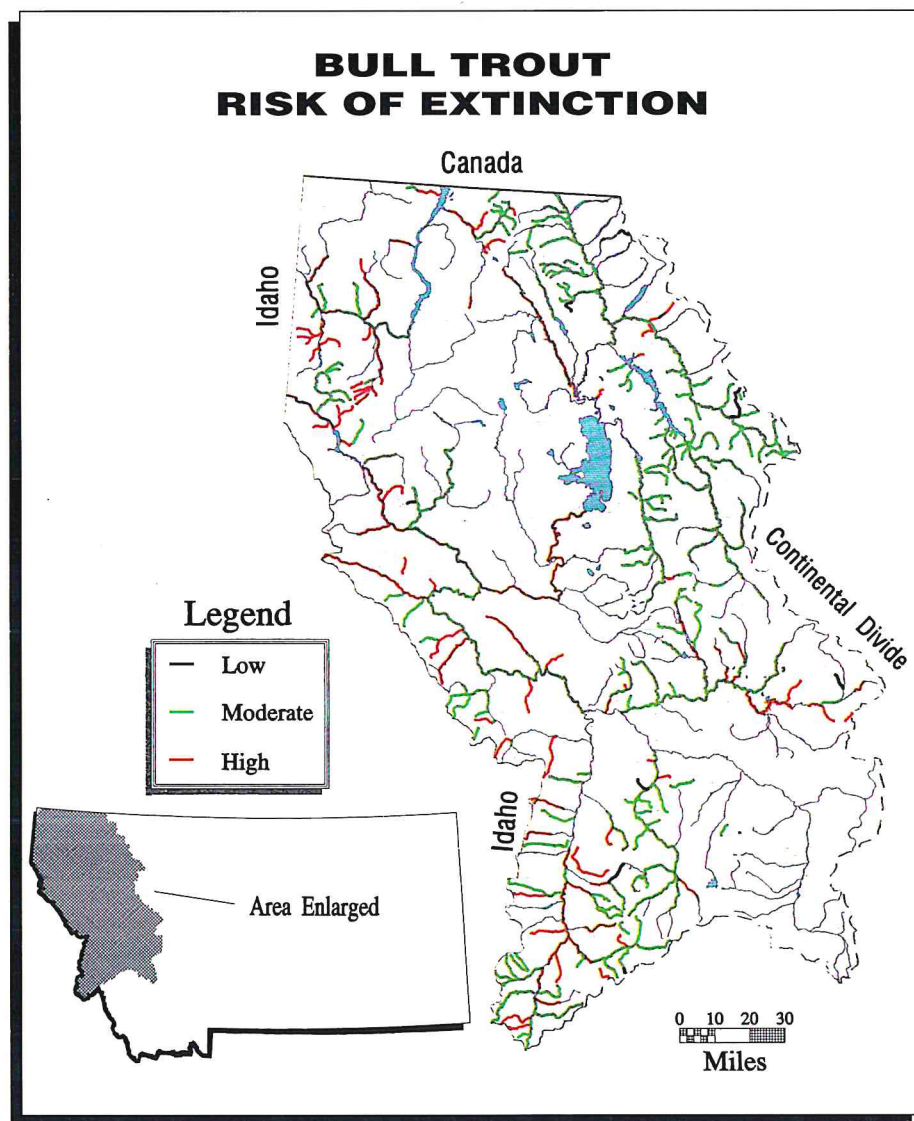 BULL TROUT
RISK OF EXTINCTION
Canada
Idaho
Continental Divide
Legend
Low
Moderate
High
Idaho
Area Enlarged
0 10 20 30
Miles